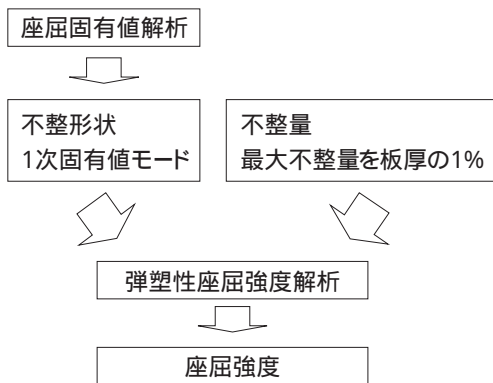 座屈固有値解析
不整形状
1次固有値モード
不整量
最大不整量を板厚の1%
弾塑性座屈強度解析
座屈強度